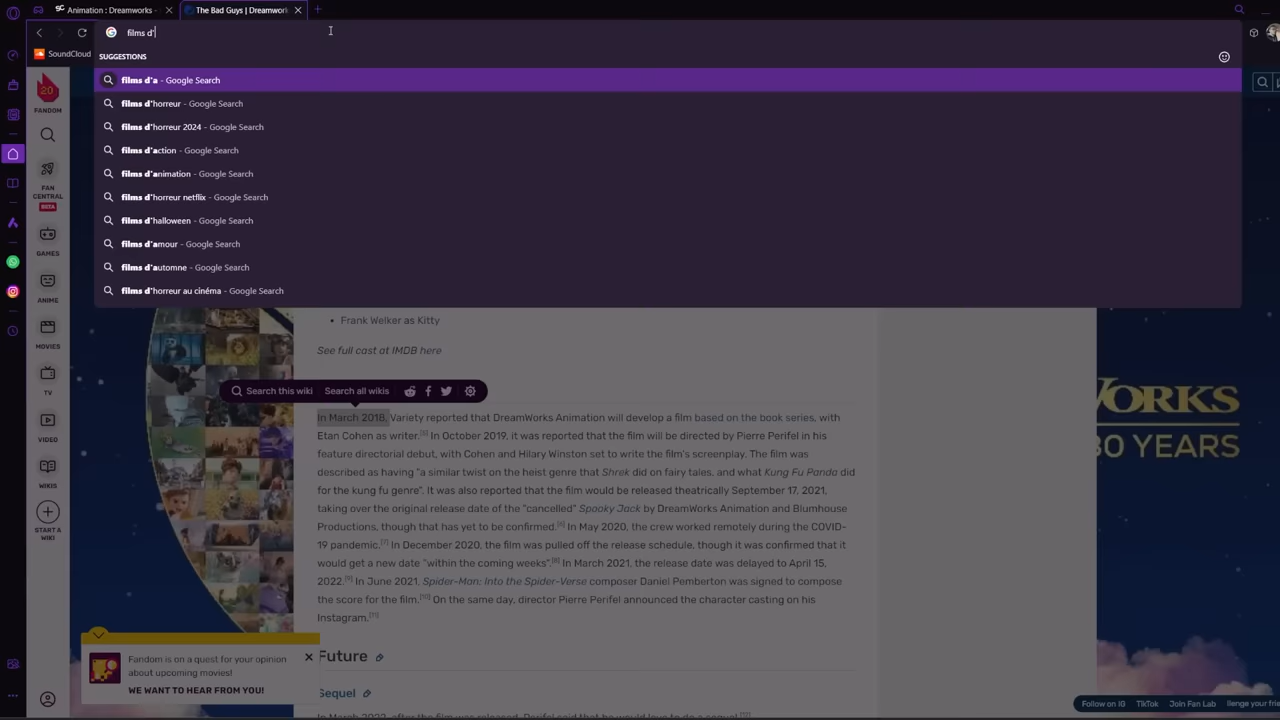 Animation : Dreamworks -
The Bad Guys | Dreamwork
films d'
SoundCloud
SUGGESTIONS
films d'a - Google Search
films d'horreur - Google Search
films d'horreur 2024 - Google Search
films d'action - Google Search
films d'animation - Google Search
films d'horreur netflix - Google Search
films d'halloween - Google Search
films d'amour - Google Search
films d'automne - Google Search
films d'horreur au cinéma - Google Search
20
FANDOM
FAN
CENTRAL
BETA
GAMES
ANIME
MOVIES
TV
VIDEO
WIKIS
START A
WIKI
• Frank Welker as Kitty
See full cast at IMDB here
Search this wiki Search all wikis
In March 2018, Variety reported that DreamWorks Animation will develop a film based on the book series, with
Etan Cohen as writer.[5] In October 2019, it was reported that the film will be directed by Pierre Perifel in his
feature directorial debut, with Cohen and Hilary Winston set to write the film's screenplay. The film was
described as having "a similar twist on the heist genre that Shrek did on fairy tales, and what Kung Fu Panda did
for the kung fu genre". It was also reported that the film would be released theatrically September 17, 2021,
taking over the original release date of the "cancelled" Spooky Jack by DreamWorks Animation and Blumhouse
Productions, though that has yet to be confirmed.[6] In May 2020, the crew worked remotely during the COVID-
19 pandemic.[7] In December 2020, the film was pulled off the release schedule, though it was confirmed that it
would get a new date "within the coming weeks".[8] In March 2021, the release date was delayed to April 15,
2022.[9] In June 2021, Spider-Man: Into the Spider-Verse composer Daniel Pemberton was signed to compose
the score for the film.[10] On the same day, director Pierre Perifel announced the character casting on his
Instagram.[11]
Future
Sequel
WORKS
30 YEARS
Fandom is on a quest for your opinion
about upcoming movies!
WE WANT TO HEAR FROM YOU!
Follow on IG TikTok Join Fan Lab llenge your frie